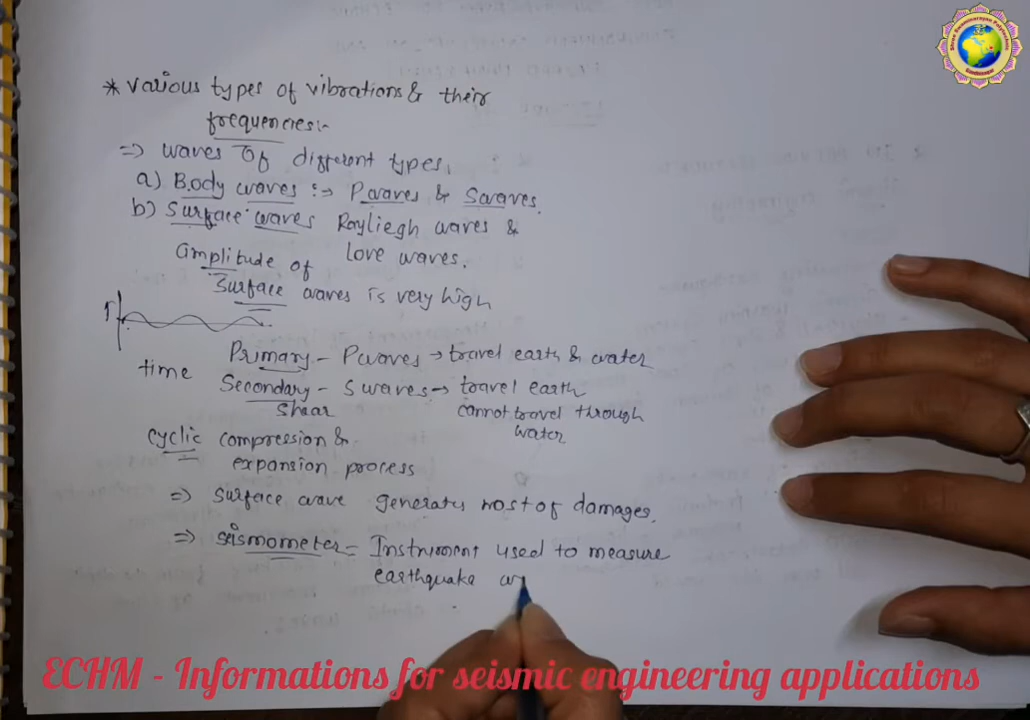 * various types of vibrations & their
frequencies:-
=> waves of different types,
a) Body waves :-> P waves & S waves.
b) Surface waves Rayliegh waves &
love waves.
amplitude of
Surface waves is very high
time
Primary - P waves → travel earth & water
Secondary - S waves → travel earth
Shear
cannot travel through
water
cyclic compression &
expansion process
=> surface wave generates most of damages.
=> seismometer = Instrument used to measure
earthquake
ECHM - Informations for seismic engineering applications